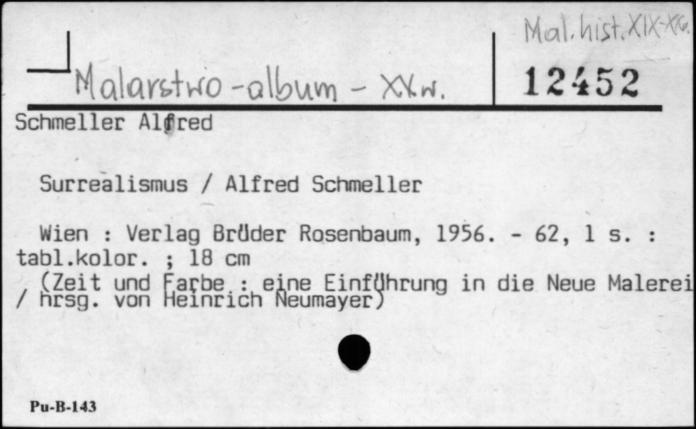 Mal.hist.XIX-XX w.
Malarstwo-album - XXw.
12452
Schmeller Alfred
Surrealismus / Alfred Schmeller
Wien : Verlag Brüder Rosenbaum, 1956. - 62, 1 s. :
tabl.kolor. ; 18 cm
(Zeit und Farbe : eine Einführung in die Neue Malerei
/ hrsg. von Heinrich Neumayer)
Pu-B-143